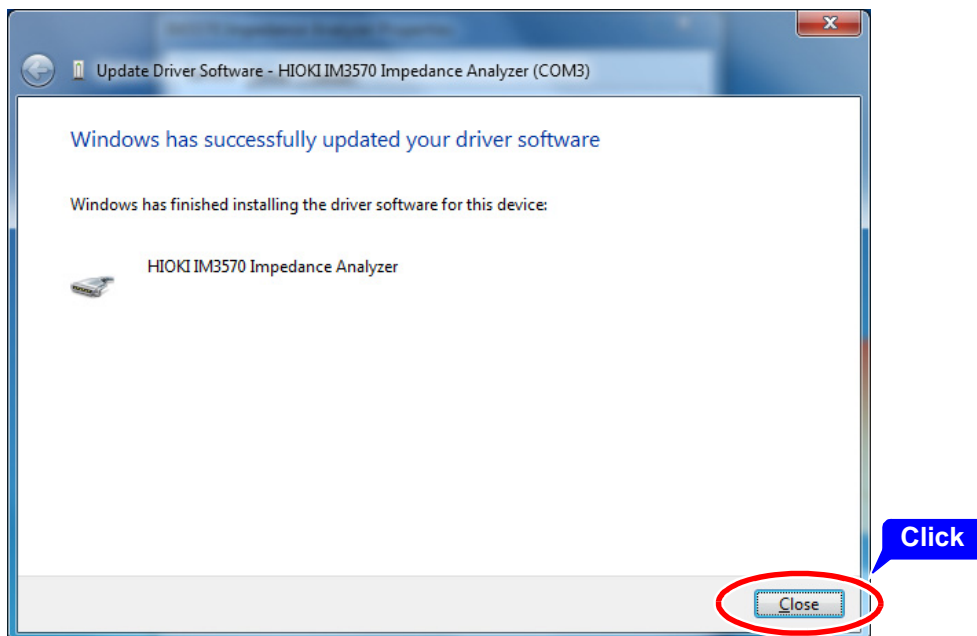 Update Driver Software - HIOKI IM3570 Impedance Analyzer (COM3)
Windows has successfully updated your driver software
Windows has finished installing the driver software for this device:
HIOKI IM3570 Impedance Analyzer
Click
Close